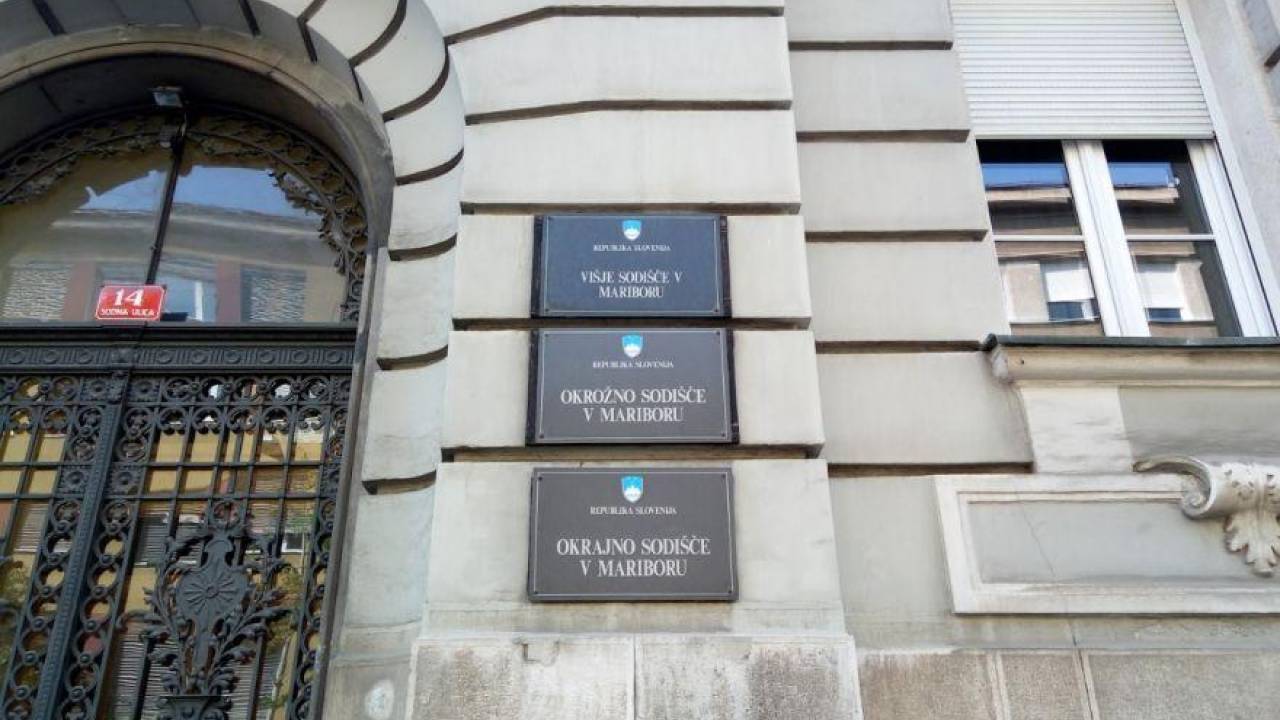 14
SODNA ULICA
REPUBLIKA SLOVENIJA
VIŠJE SODIŠČE V
MARIBORU
REPUBLIKA SLOVENIJA
OKROŽNO SODIŠČE
V MARIBORU
REPUBLIKA SLOVENIJA
OKRAJNO SODIŠČE
V MARIBORU